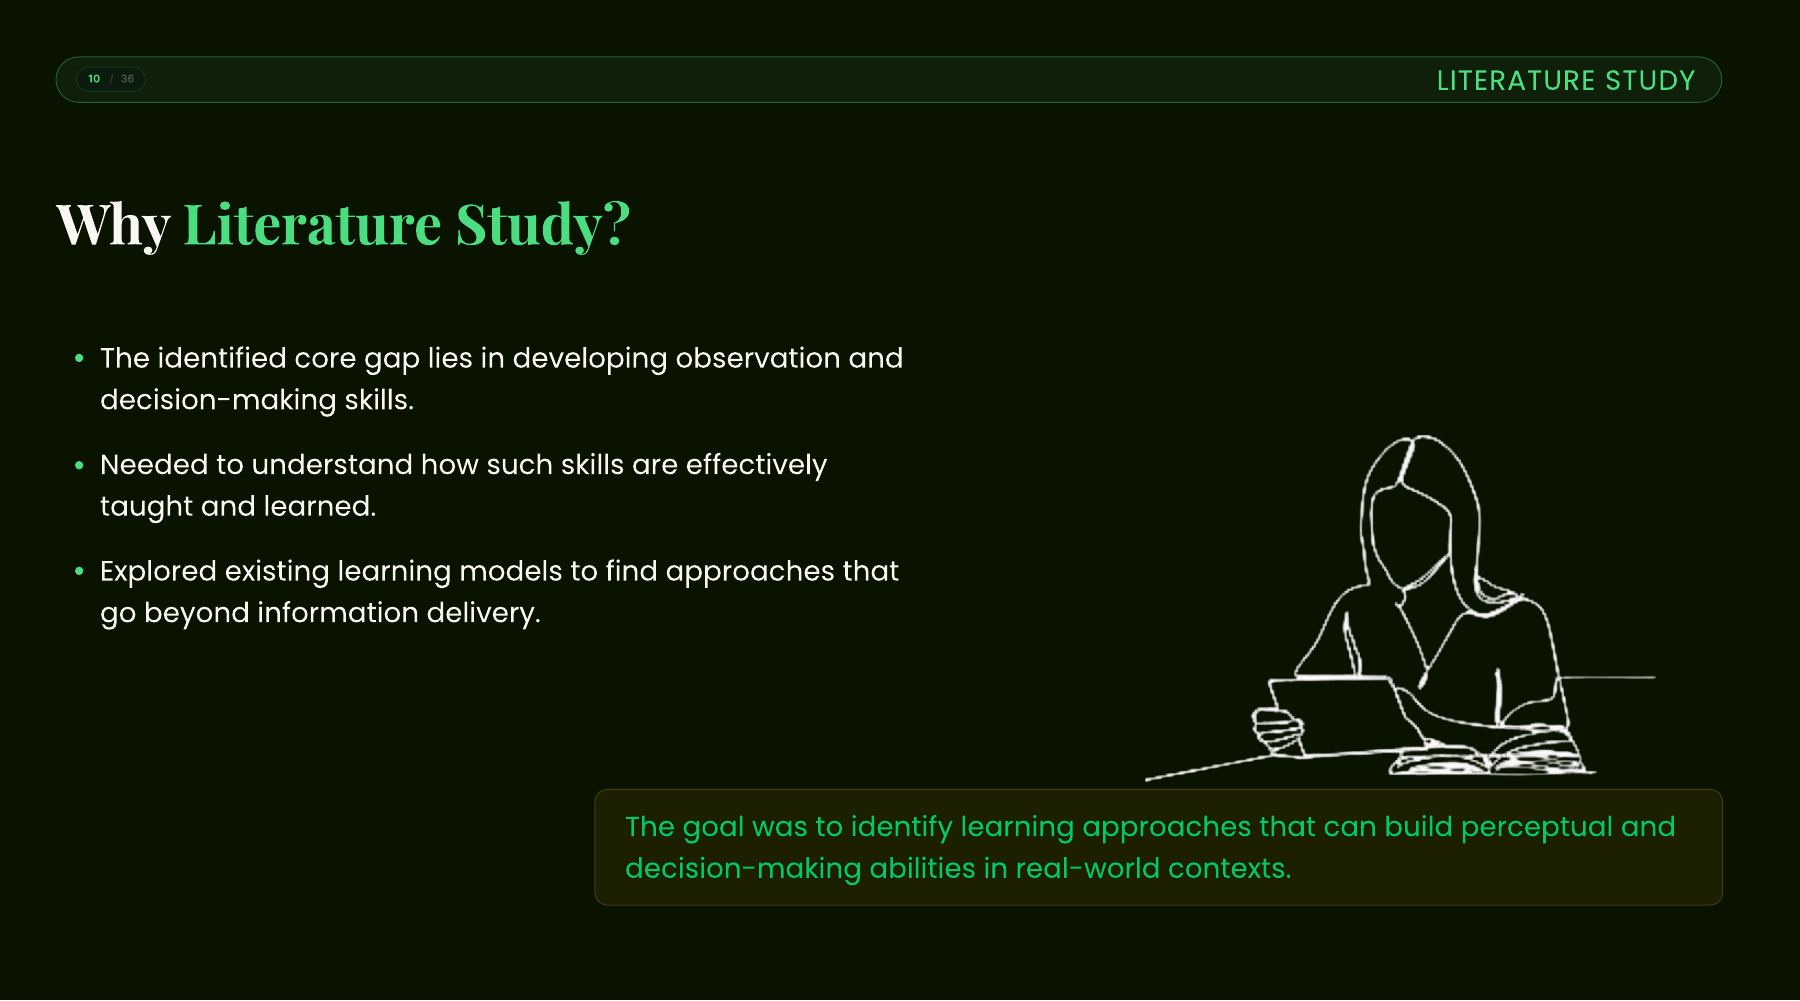 10 / 36
LITERATURE STUDY
Why Literature Study?
• The identified core gap lies in developing observation and
decision-making skills.
• Needed to understand how such skills are effectively
taught and learned.
• Explored existing learning models to find approaches that
go beyond information delivery.
The goal was to identify learning approaches that can build perceptual and
decision-making abilities in real-world contexts.